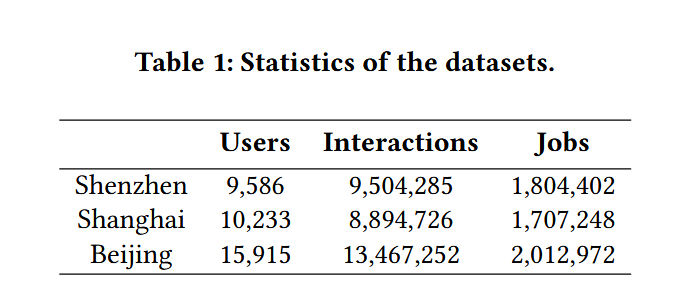 Table 1: Statistics of the datasets.
Users Interactions Jobs
Shenzhen 9,586 9,504,285 1,804,402
Shanghai 10,233 8,894,726 1,707,248
Beijing 15,915 13,467,252 2,012,972